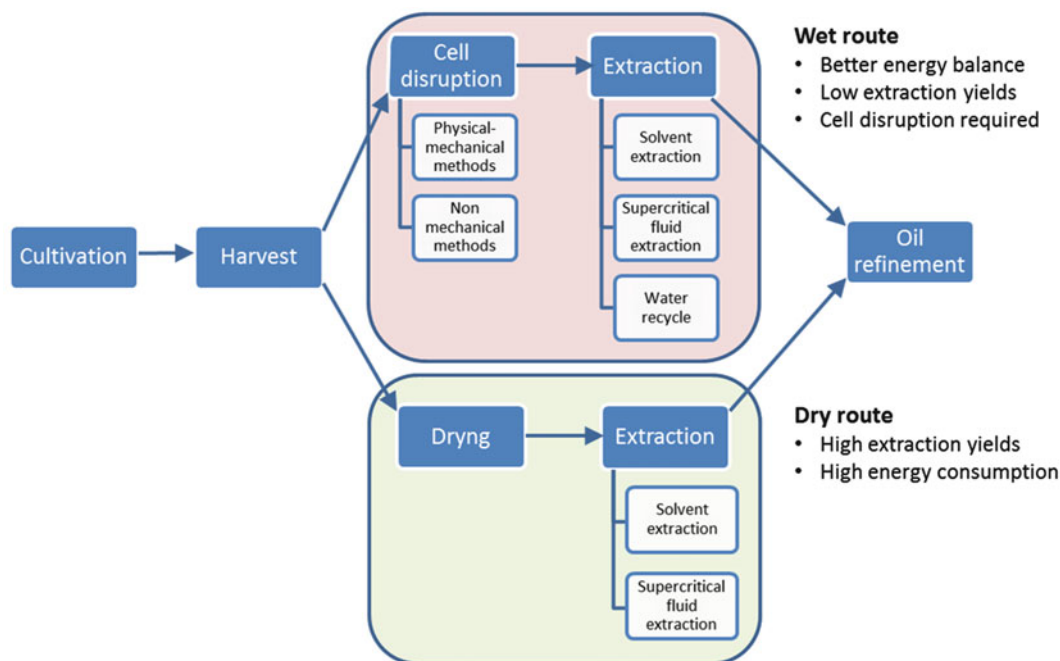 Cultivation
Harvest
Cell
disruption
Physical-
mechanical
methods
Non
mechanical
methods
Extraction
Solvent
extraction
Supercritical
fluid
extraction
Water
recycle
Wet route
• Better energy balance
• Low extraction yields
• Cell disruption required
Oil
refinement
Dryng
Extraction
Solvent
extraction
Supercritical
fluid
extraction
Dry route
• High extraction yields
• High energy consumption